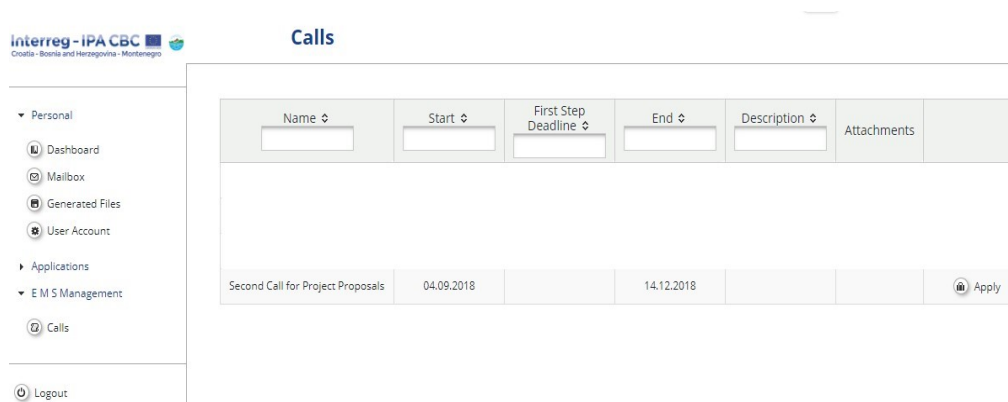 Interreg - IPA CBC
Croatia - Bosnia and Herzegovina - Montenegro
Calls
Personal
Dashboard
Mailbox
Generated Files
User Account
Applications
E M S Management
Calls
Logout
Name
Start
First Step
Deadline
End
Description
Attachments
Second Call for Project Proposals 04.09.2018 14.12.2018 Apply